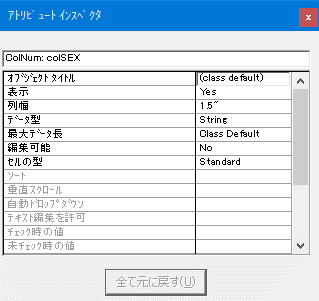 ｱﾄﾘﾋﾞｭｰﾄ ｲﾝｽﾍﾟｸﾀ
x
ColNum: colSEX
ｵﾌﾞｼﾞｪｸﾄ ﾀｲﾄﾙ (class default)
表示 Yes
列幅 1.5"
ﾃﾞｰﾀ型 String
最大ﾃﾞｰﾀ長 Class Default
編集可能 No
ｾﾙの型 Standard
ｿｰﾄ
垂直ｽｸﾛｰﾙ
自動ﾄﾞﾛｯﾌﾟﾀﾞｳﾝ
ﾃｷｽﾄ編集を許可
ﾁｪｯｸ時の値
未ﾁｪｯｸ時の値
全て元に戻す(U)